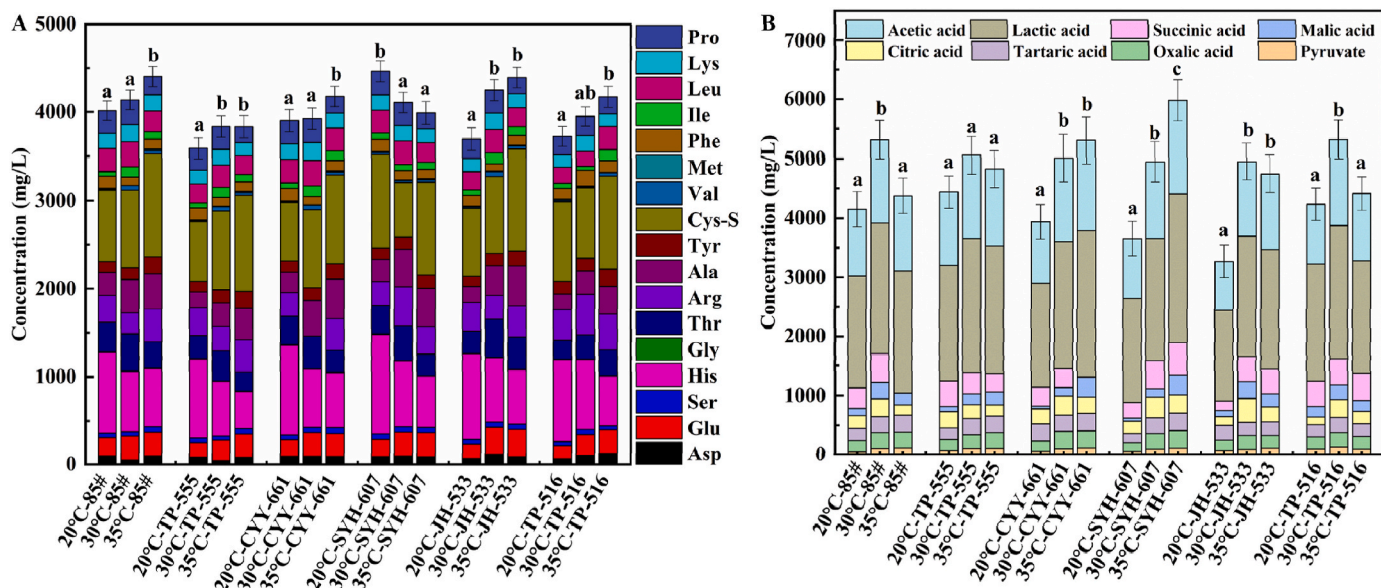 A
Concentration (mg/L)
5000
4000
3000
2000
1000
0
a
a
b
a
b
b
a
a
b
b
a
a
a
b
b
a
ab
b
Pro
Lys
Leu
Ile
Phe
Met
Val
Cys-S
Tyr
Ala
Arg
Thr
Gly
His
Ser
Glu
Asp
20°C-85#
30°C-85#
35°C-85#
20°C-TP-555
30°C-TP-555
35°C-TP-555
20°C-CYY-661
30°C-CYY-661
35°C-CYY-661
20°C-SYH-607
30°C-SYH-607
35°C-SYH-607
20°C-JH-533
30°C-JH-533
35°C-JH-533
20°C-TP-516
30°C-TP-516
35°C-TP-516
B
Acetic acid Lactic acid Succinic acid Malic acid
Citric acid Tartaric acid Oxalic acid Pyruvate
Concentration (mg/L)
7000
6000
5000
4000
3000
2000
1000
0
a
b
a
a
a
a
a
b
b
a
b
c
a
b
b
a
b
a
20°C-85#
30°C-85#
35°C-85#
20°C-TP-555
30°C-TP-555
35°C-TP-555
20°C-CYY-661
30°C-CYY-661
35°C-CYY-661
20°C-SYH-607
30°C-SYH-607
35°C-SYH-607
20°C-JH-533
30°C-JH-533
35°C-JH-533
20°C-TP-516
30°C-TP-516
35°C-TP-516